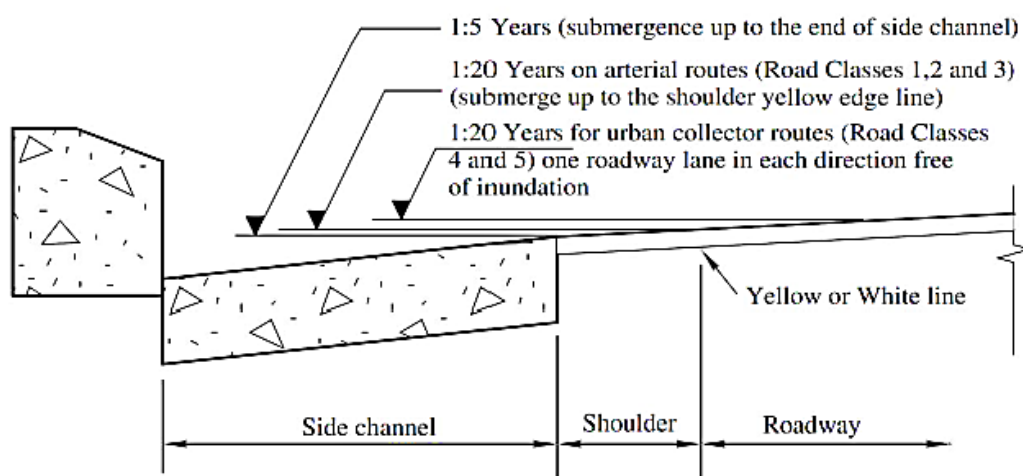 1:5 Years (submergence up to the end of side channel)
1:20 Years on arterial routes (Road Classes 1,2 and 3)
(submerge up to the shoulder yellow edge line)
1:20 Years for urban collector routes (Road Classes
4 and 5) one roadway lane in each direction free
of inundation
Yellow or White line
Side channel
Shoulder
Roadway